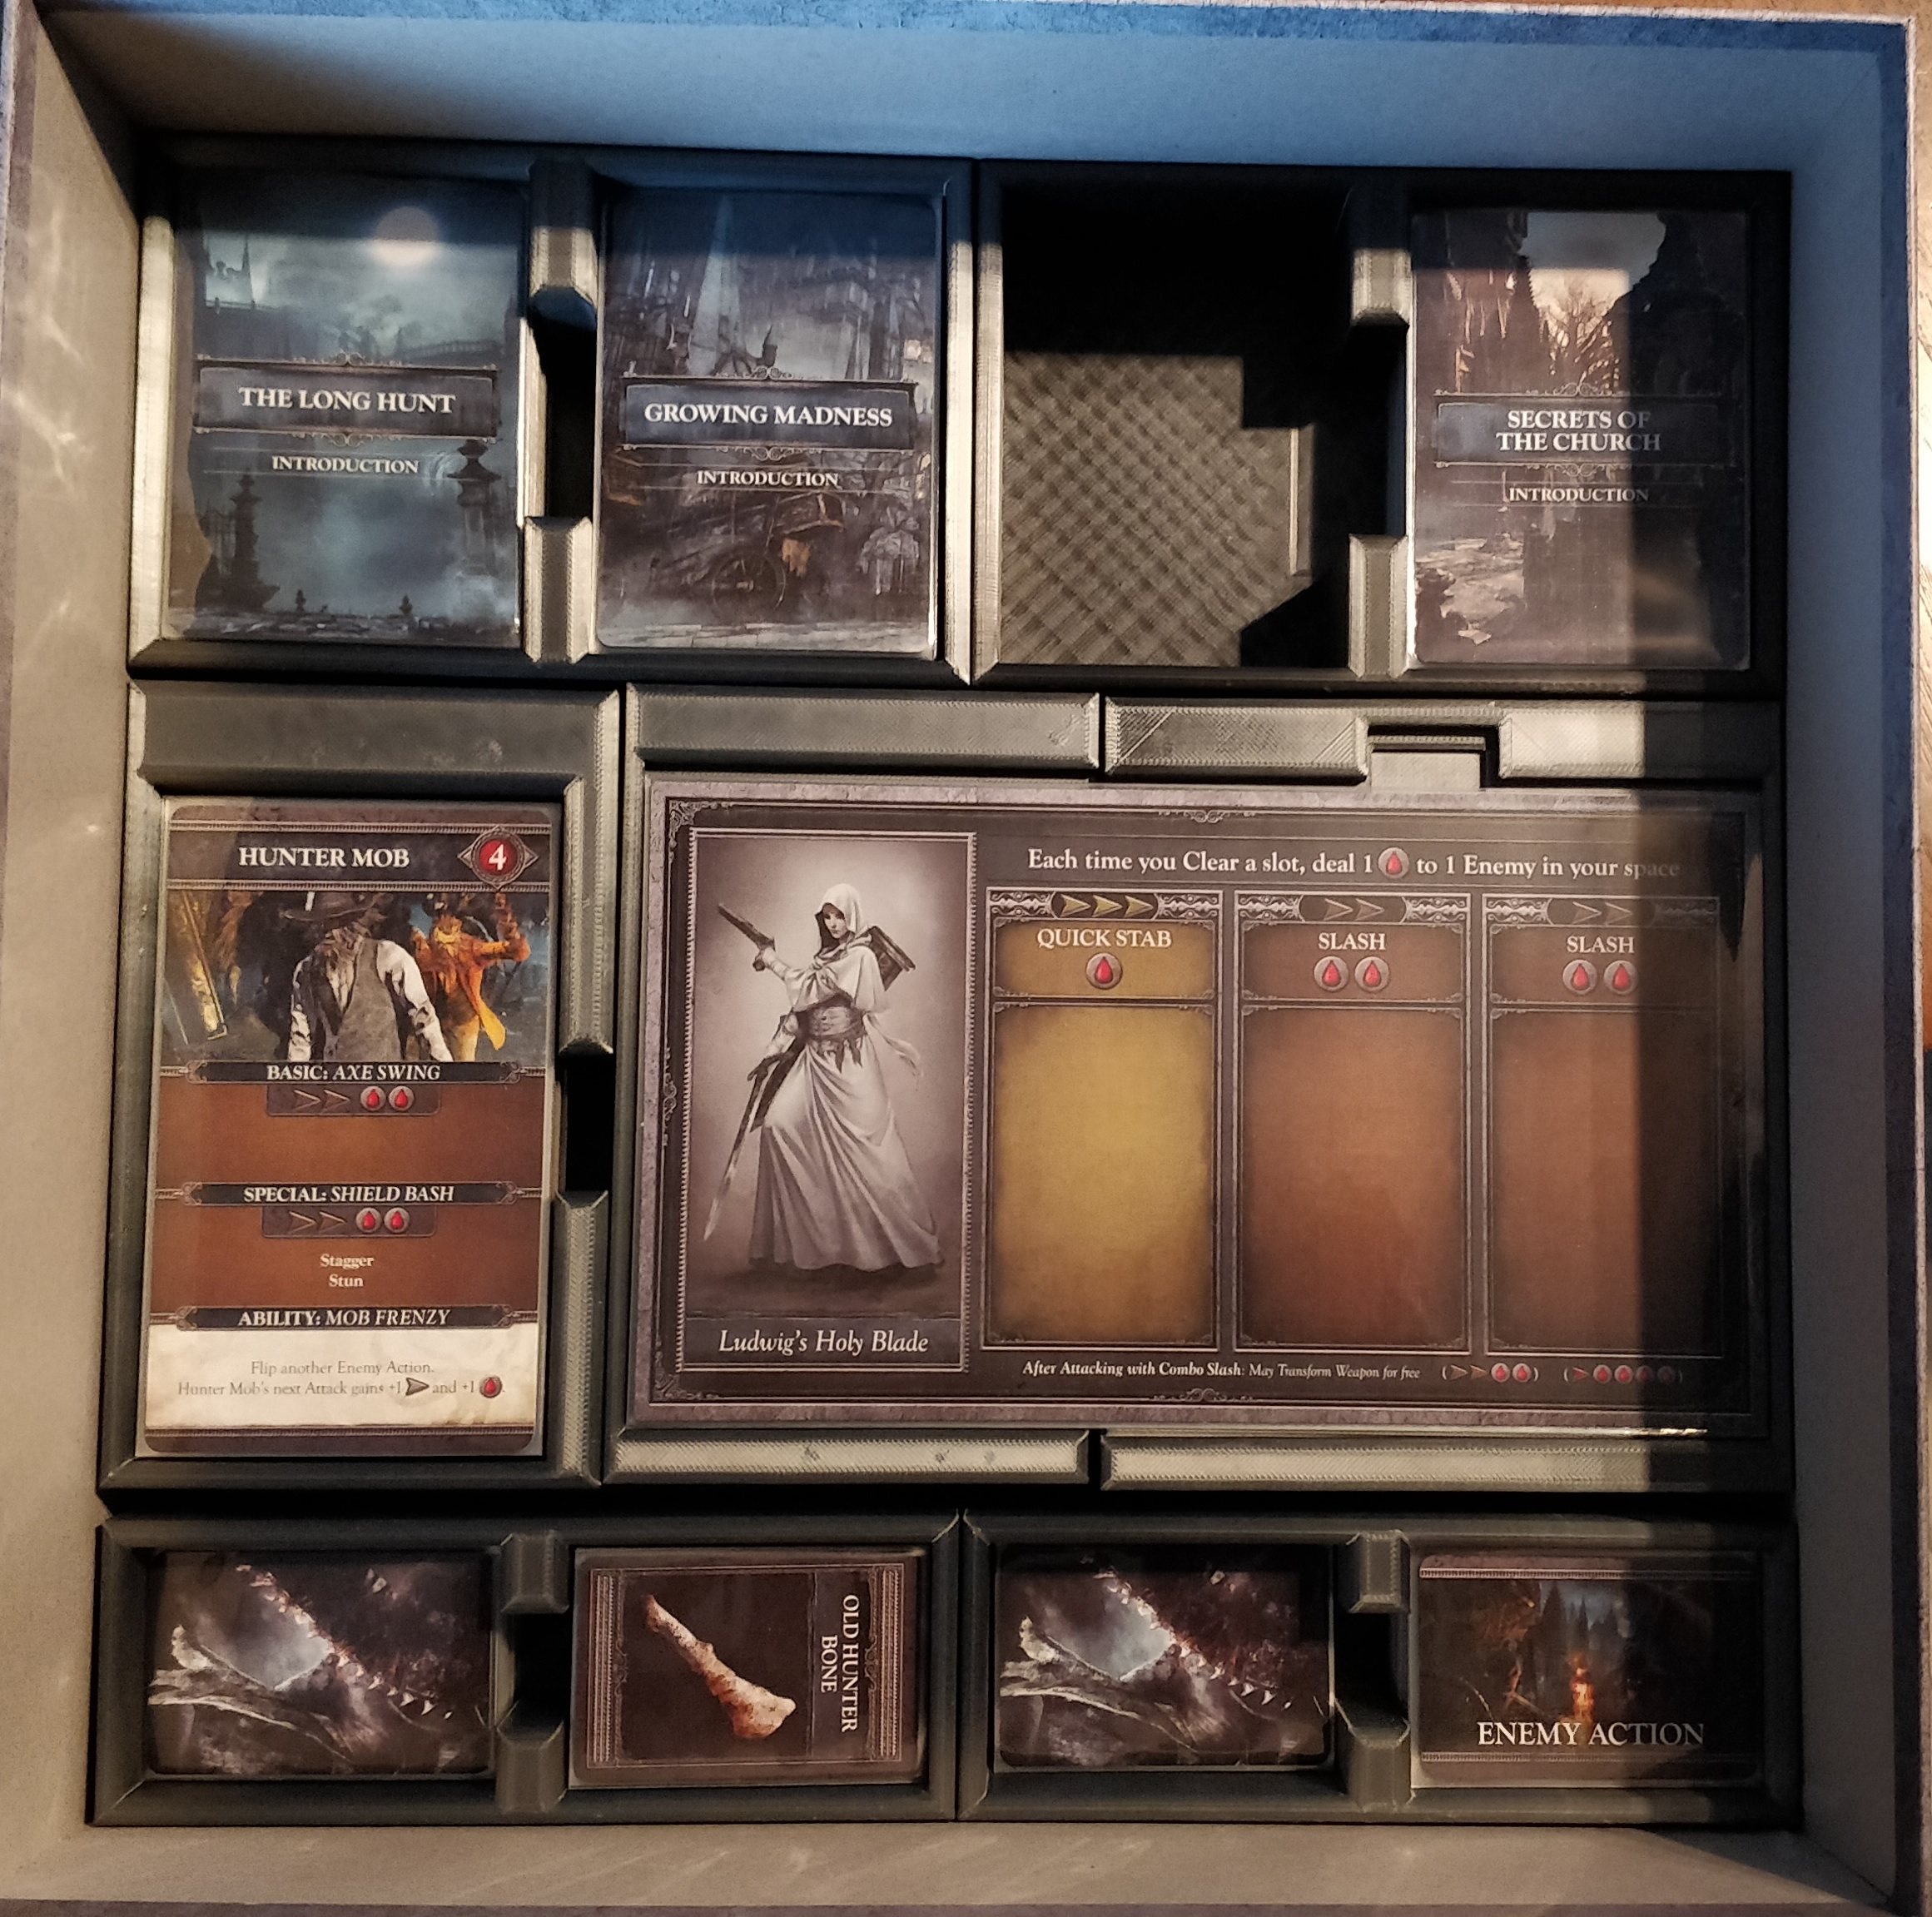 THE LONG HUNT
INTRODUCTION
GROWING MADNESS
INTRODUCTION
SECRETS OF
THE CHURCH
INTRODUCTION
HUNTER MOB
4
BASIC: AXE SWING
SPECIAL: SHIELD BASH
Stagger
Stun
ABILITY: MOB FRENZY
Flip another Enemy Action.
Hunter Mob's next Attack gains +1 and +1 .
Each time you Clear a slot, deal 1 to 1 Enemy in your space
QUICK STAB
SLASH
SLASH
Ludwig's Holy Blade
After Attacking with Combo Slash: May Transform Weapon for free ( ) ( )
OLD HUNTER
BONE
ENEMY ACTION